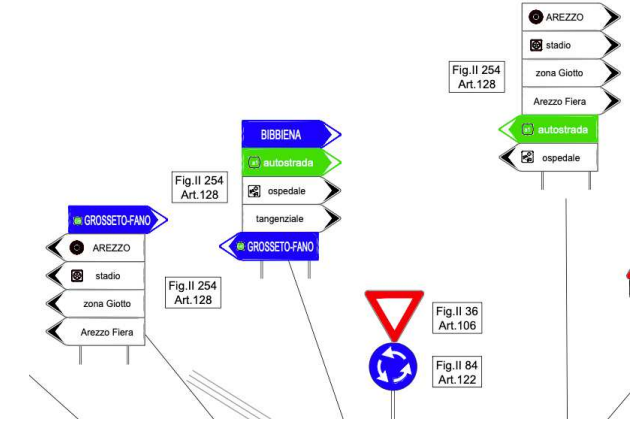 AREZZO
stadio
zona Giotto
Arezzo Fiera
autostrada
ospedale
Fig.II 254
Art.128
BIBBIENA
autostrada
ospedale
tangenziale
GROSSETO-FANO
Fig.II 254
Art.128
GROSSETO-FANO
AREZZO
stadio
zona Giotto
Arezzo Fiera
Fig.II 254
Art.128
Fig.II 36
Art.106
Fig.II 84
Art.122